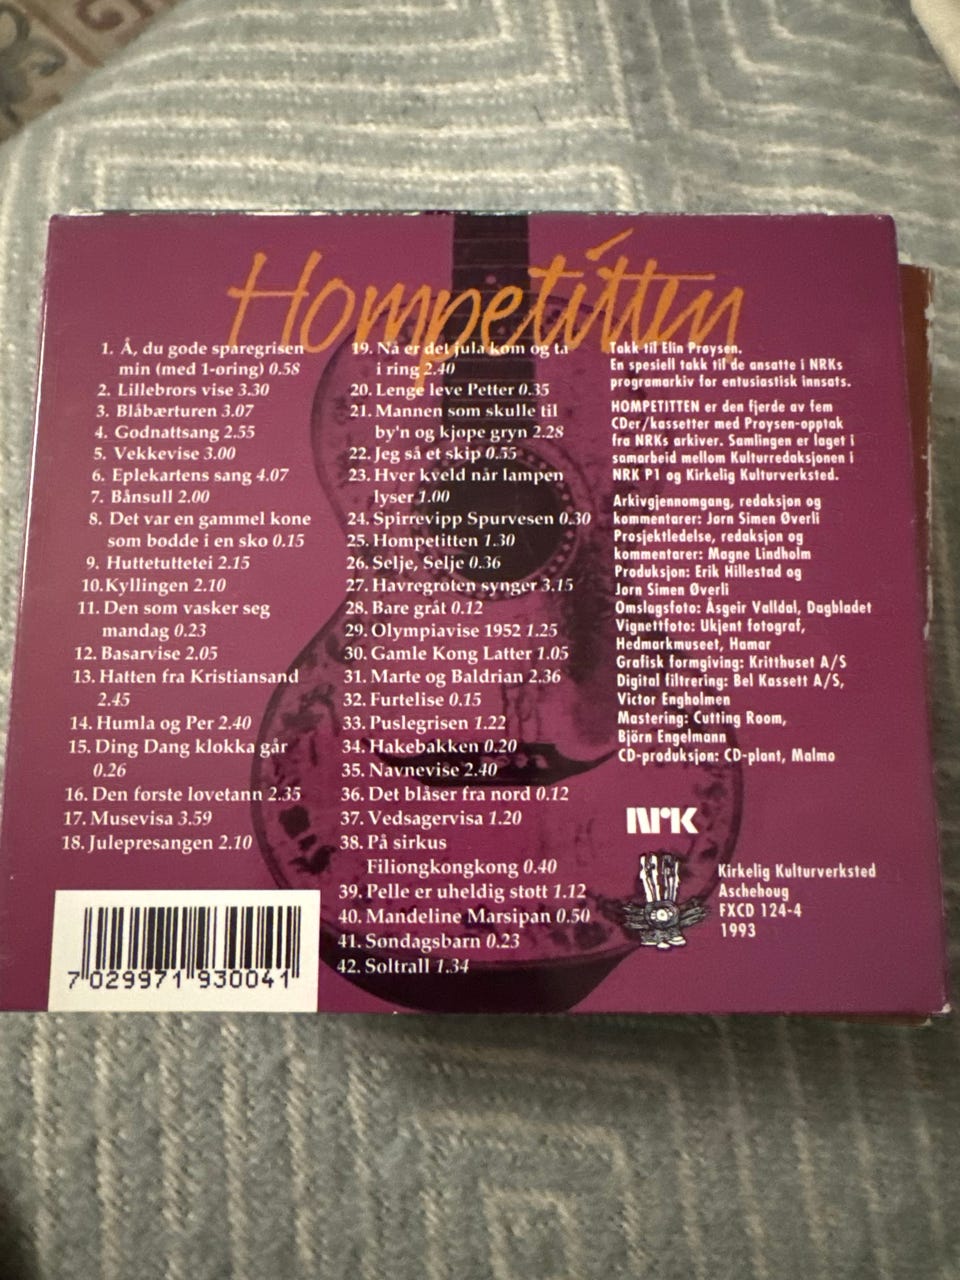 Hompetitten
1. Å, du gode sparegrisen
min (med 1-øring) 0.58
2. Lillebrors vise 3.30
3. Blåbærturen 3.07
4. Godnattsang 2.55
5. Vekkevise 3.00
6. Eplekartens sang 4.07
7. Bånsull 2.00
8. Det var en gammel kone
som bodde i en sko 0.15
9. Huttetuttetei 2.15
10. Kyllingen 2.10
11. Den som vasker seg
mandag 0.23
12. Basarvise 2.05
13. Hatten fra Kristiansand
2.45
14. Humla og Per 2.40
15. Ding Dang klokka går
0.26
16. Den første løvetann 2.35
17. Musevisa 3.59
18. Julepresangen 2.10
19. Nå er det jula kom og ta
i ring 2.40
20. Lenge leve Petter 0.35
21. Mannen som skulle til
by'n og kjøpe gryn 2.28
22. Jeg så et skip 0.55
23. Hver kveld når lampen
lyser 1.00
24. Spirrevipp Spurvesen 0.30
25. Hompetitten 1.30
26. Selje, Selje 0.36
27. Havregrøten synger 3.15
28. Bare gråt 0.12
29. Olympiavise 1952 1.25
30. Gamle Kong Latter 1.05
31. Marte og Baldrian 2.36
32. Furtelise 0.15
33. Puslegrisen 1.22
34. Hakebakken 0.20
35. Navnevise 2.40
36. Det blåser fra nord 0.12
37. Vedsagervisa 1.20
38. På sirkus
Filiongkongkong 0.40
39. Pelle er uheldig støtt 1.12
40. Mandeline Marsipan 0.50
41. Søndagsbarn 0.23
42. Soltrall 1.34
Takk til Elin Prøysen.
En spesiell takk til de ansatte i NRKs
programarkiv for entusiastisk innsats.
HOMPETITTEN er den fjerde av fem
CDer/kassetter med Prøysen-opptak
fra NRKs arkiver. Samlingen er laget i
samarbeid mellom Kulturredaksjonen i
NRK P1 og Kirkelig Kulturverksted.
Arkivgjennomgang, redaksjon og
kommentarer: Jørn Simen Øverli
Prosjektledelse, redaksjon og
kommentarer: Magne Lindholm
Produksjon: Erik Hillestad og
Jørn Simen Øverli
Omslagsfoto: Åsgeir Valldal, Dagbladet
Vignettfoto: Ukjent fotograf,
Hedmarkmuseet, Hamar
Grafisk formgiving: Kritthuset A/S
Digital filtrering: Bel Kassett A/S,
Victor Engholmen
Mastering: Cutting Room,
Björn Engelmann
CD-produksjon: CD-plant, Malmø
NRK
Kirkelig Kulturverksted
Aschehoug
FXCD 124-4
1993
7 029971 930041